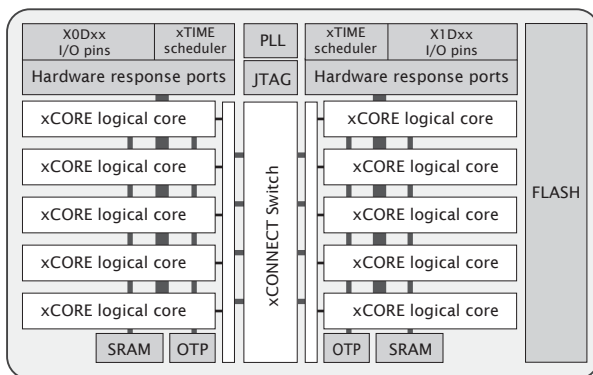 X0Dxx
I/O pins
xTIME
scheduler
PLL
xTIME
scheduler
X1Dxx
I/O pins
Hardware response ports
JTAG
Hardware response ports
xCORE logical core
xCORE logical core
xCORE logical core
xCORE logical core
xCORE logical core
xCONNECT Switch
xCORE logical core
xCORE logical core
xCORE logical core
xCORE logical core
xCORE logical core
FLASH
SRAM
OTP
OTP
SRAM